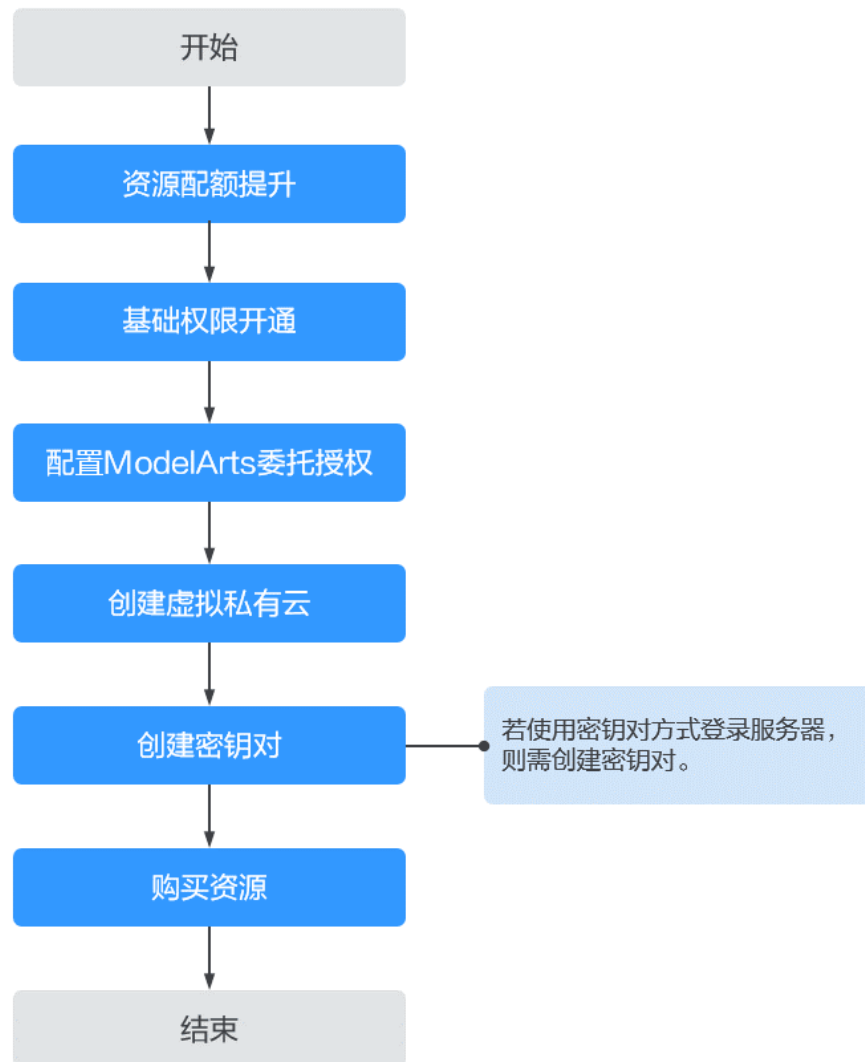 开始
资源配额提升
基础权限开通
配置ModelArts委托授权
创建虚拟私有云
创建密钥对
若使用密钥对方式登录服务器，
则需创建密钥对。
购买资源
结束